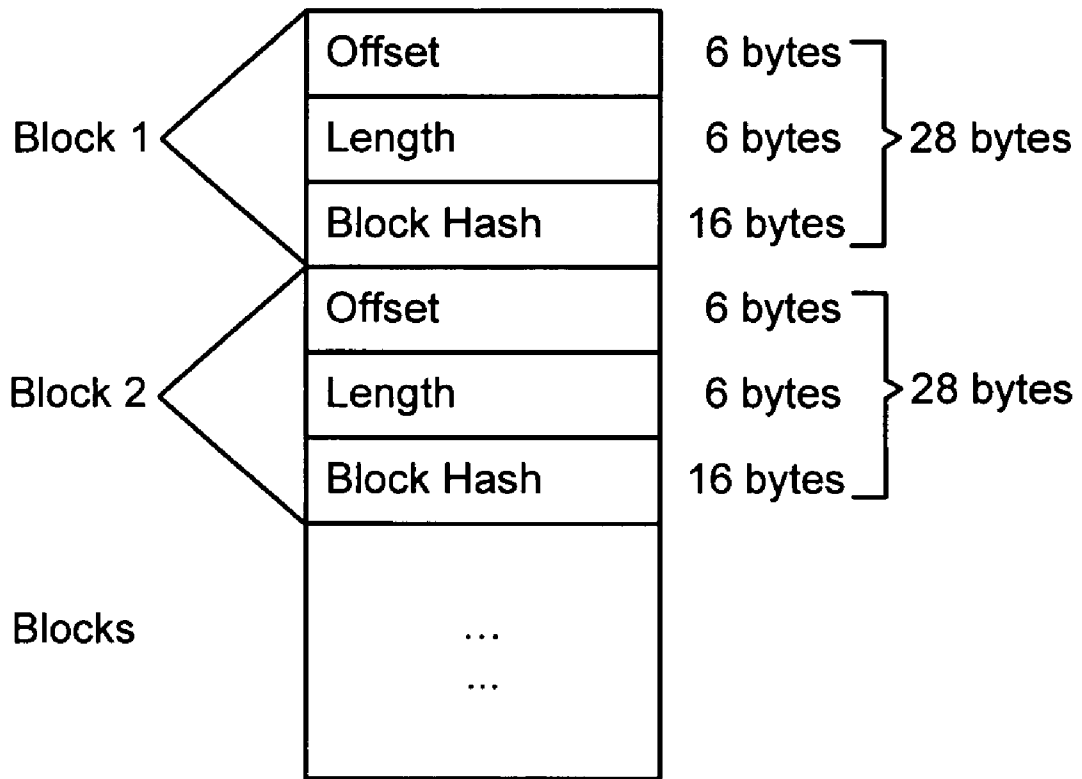 Offset 6 bytes
Block 1 Length 6 bytes 28 bytes
Block Hash 16 bytes
Offset 6 bytes
Block 2 Length 6 bytes 28 bytes
Block Hash 16 bytes
Blocks ...
...